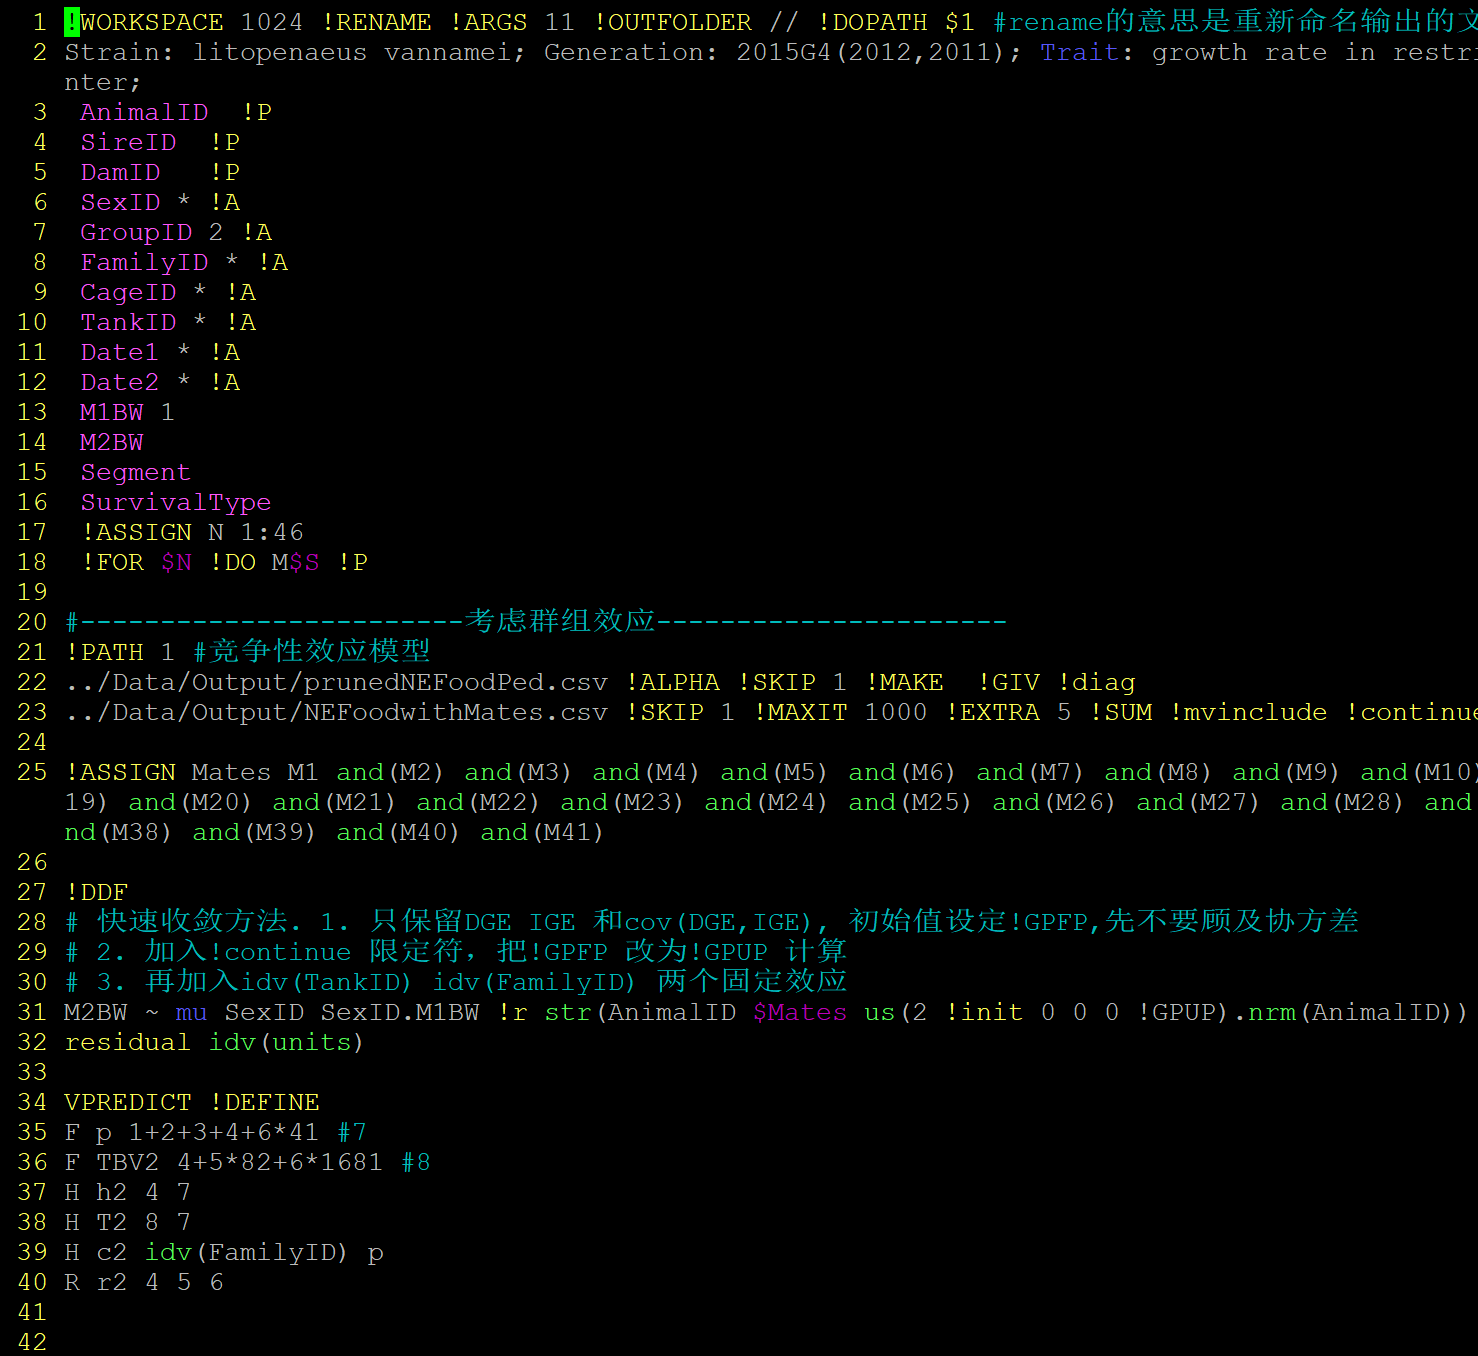 1 !WORKSPACE 1024 !RENAME !ARGS 11 !OUTFOLDER // !DOPATH $1 #rename的意思是重新命名输出的文
2 Strain: litopenaeus vannamei; Generation: 2015G4(2012,2011); Trait: growth rate in restri
nter;
3 AnimalID !P
4 SireID !P
5 DamID !P
6 SexID * !A
7 GroupID 2 !A
8 FamilyID * !A
9 CageID * !A
10 TankID * !A
11 Date1 * !A
12 Date2 * !A
13 M1BW 1
14 M2BW
15 Segment
16 SurvivalType
17 !ASSIGN N 1:46
18 !FOR $N !DO M$S !P
19
20 #------------------------考虑群组效应----------------------
21 !PATH 1 #竞争性效应模型
22 ../Data/Output/prunedNEFoodPed.csv !ALPHA !SKIP 1 !MAKE !GIV !diag
23 ../Data/Output/NEFoodwithMates.csv !SKIP 1 !MAXIT 1000 !EXTRA 5 !SUM !mvinclude !continue
24
25 !ASSIGN Mates M1 and(M2) and(M3) and(M4) and(M5) and(M6) and(M7) and(M8) and(M9) and(M10)
19) and(M20) and(M21) and(M22) and(M23) and(M24) and(M25) and(M26) and(M27) and(M28) and
nd(M38) and(M39) and(M40) and(M41)
26
27 !DDF
28 # 快速收敛方法. 1. 只保留DGE IGE 和cov(DGE,IGE), 初始值设定!GPFP,先不要顾及协方差
29 # 2. 加入!continue 限定符，把!GPFP 改为!GPUP 计算
30 # 3. 再加入idv(TankID) idv(FamilyID) 两个固定效应
31 M2BW ~ mu SexID SexID.M1BW !r str(AnimalID $Mates us(2 !init 0 0 0 !GPUP).nrm(AnimalID))
32 residual idv(units)
33
34 VPREDICT !DEFINE
35 F p 1+2+3+4+6*41 #7
36 F TBV2 4+5*82+6*1681 #8
37 H h2 4 7
38 H T2 8 7
39 H c2 idv(FamilyID) p
40 R r2 4 5 6
41
42